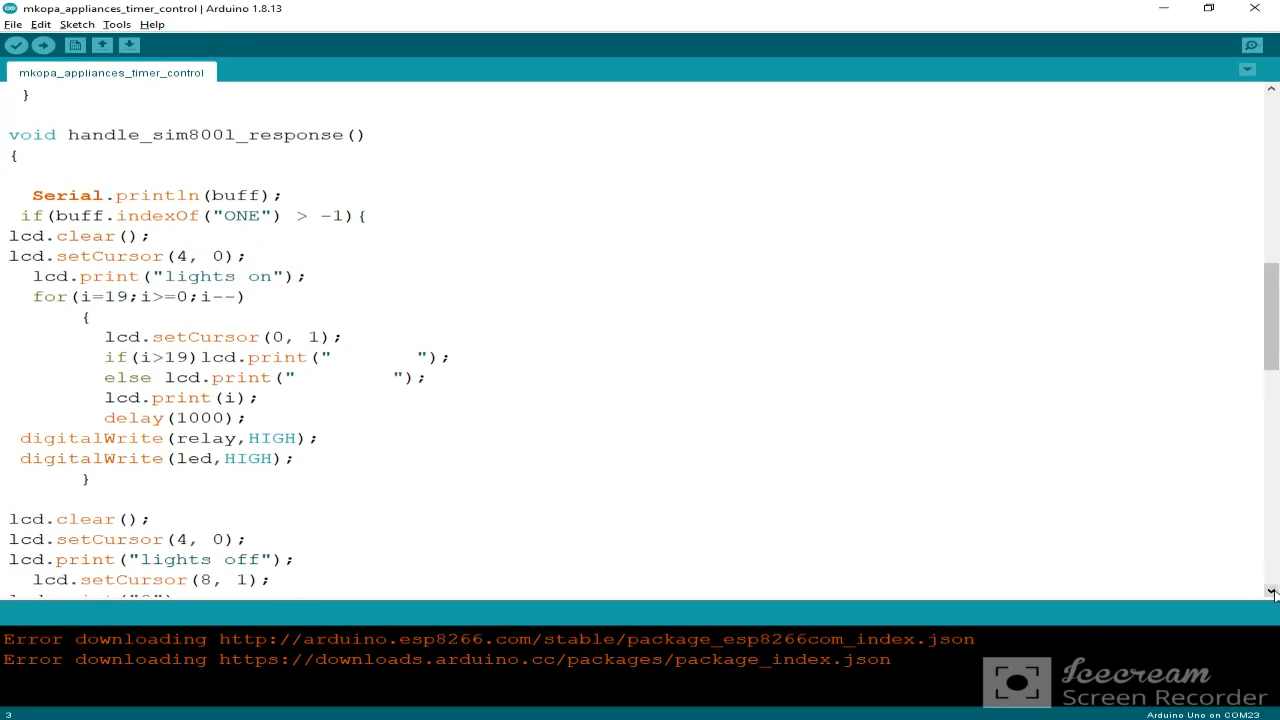 mkopa_appliances_timer_control | Arduino 1.8.13
File Edit Sketch Tools Help
mkopa_appliances_timer_control
}
void handle_sim800l_response()
{
Serial.println(buff);
if(buff.indexOf("ONE") > -1){
lcd.clear();
lcd.setCursor(4, 0);
lcd.print("lights on");
for(i=19;i>=0;i--)
{
lcd.setCursor(0, 1);
if(i>19)lcd.print("       ");
else lcd.print("        ");
lcd.print(i);
delay(1000);
digitalWrite(relay,HIGH);
digitalWrite(led,HIGH);
}
lcd.clear();
lcd.setCursor(4, 0);
lcd.print("lights off");
lcd.setCursor(8, 1);
Error downloading http://arduino.esp8266.com/stable/package_esp8266com_index.json
Error downloading https://downloads.arduino.cc/packages/package_index.json
Icecream
Screen Recorder
3
Arduino Uno on COM23